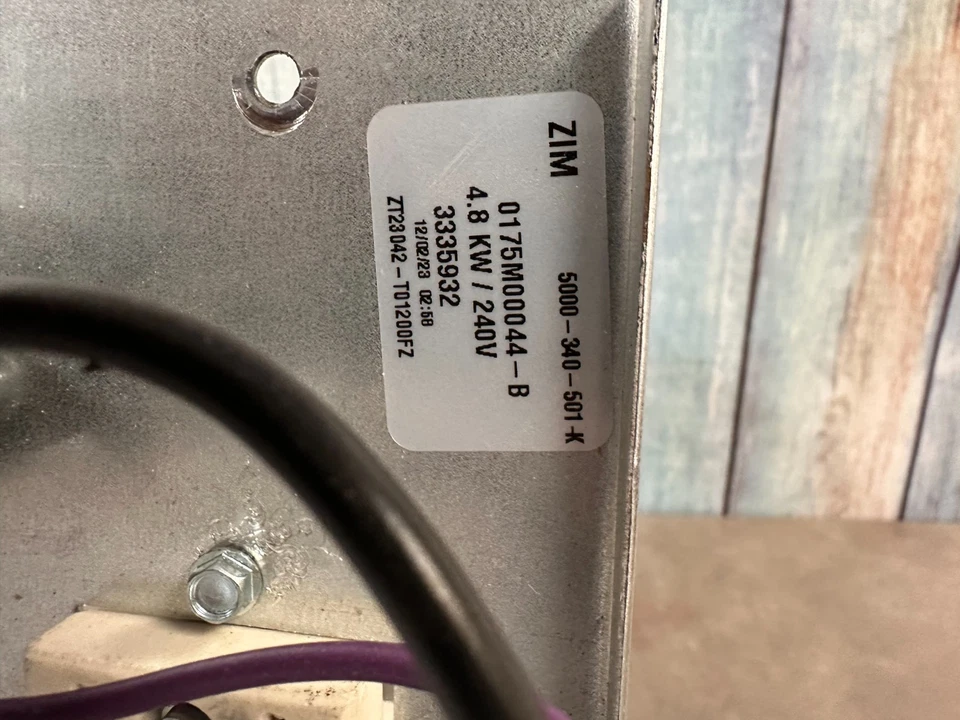 ZIM
5000-340-501-K
0175M00044-B
4.8 KW / 240V
3335932
12/02/23 02:58
ZT23042-T01200FZ